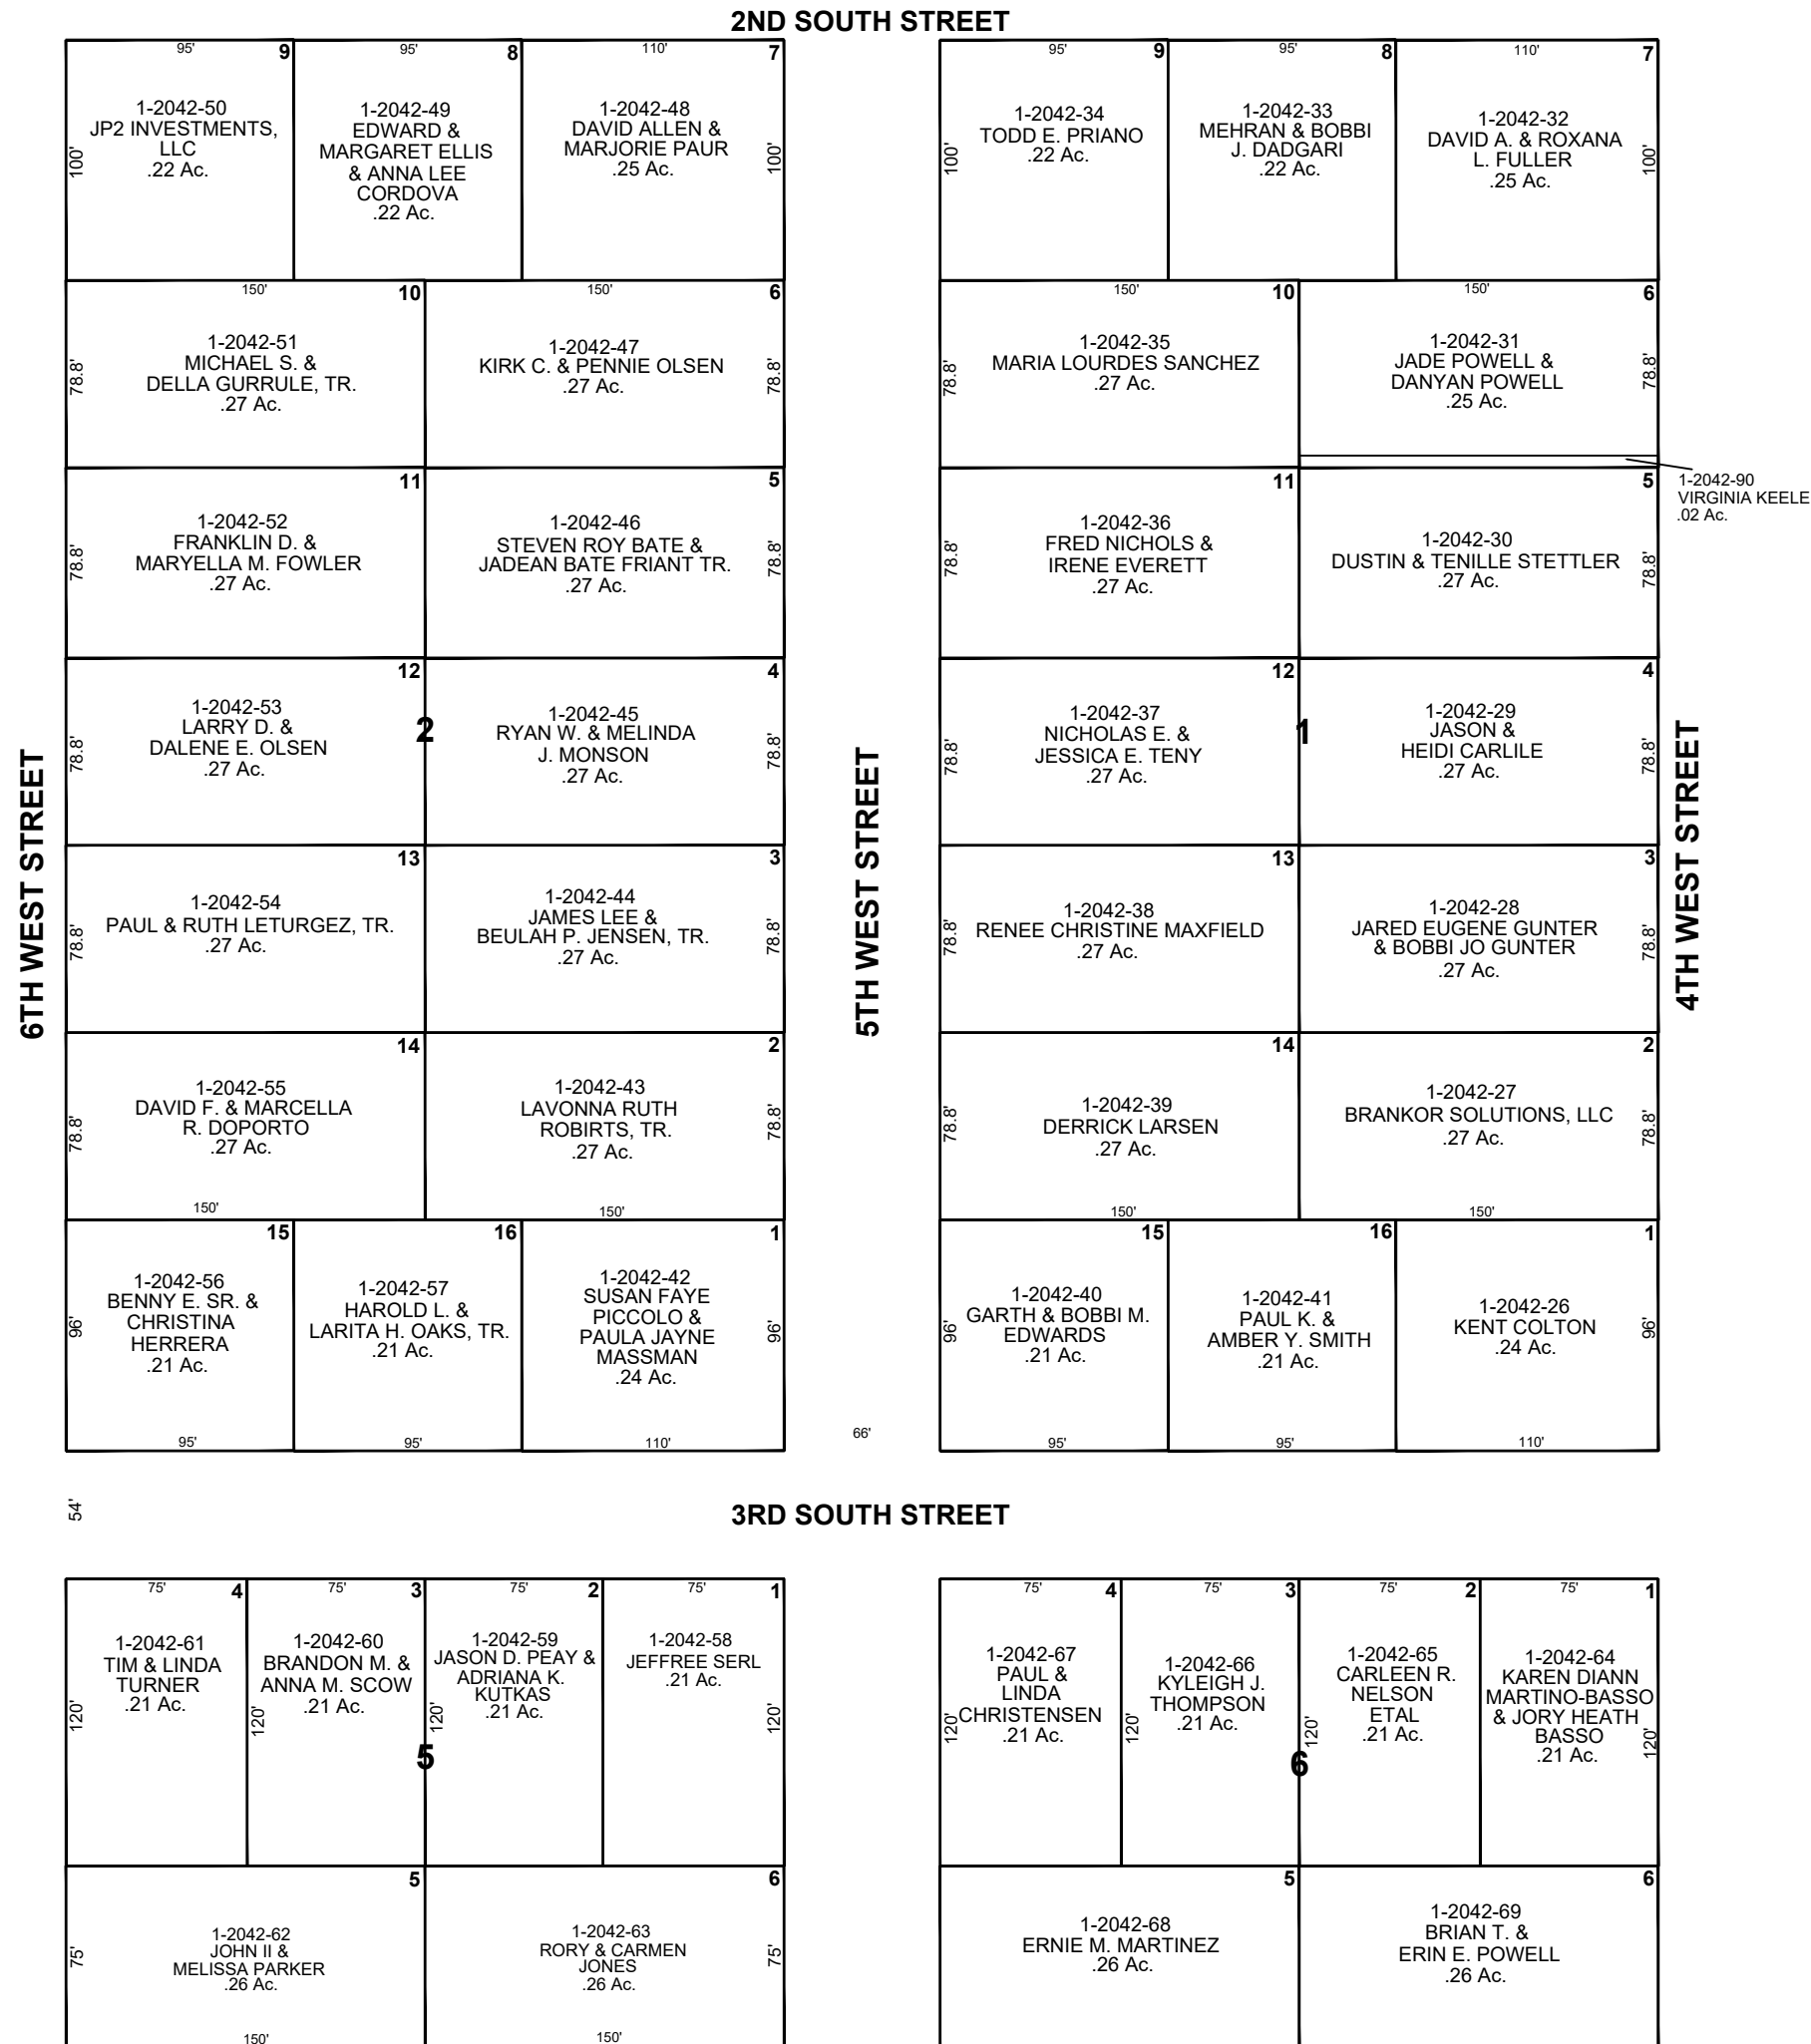 2ND SOUTH STREET
95'
9
1-2042-50
JP2 INVESTMENTS,
LLC
.22 Ac.
100'
95'
8
1-2042-49
EDWARD &
MARGARET ELLIS
& ANNA LEE
CORDOVA
.22 Ac.
110'
7
1-2042-48
DAVID ALLEN &
MARJORIE PAUR
.25 Ac.
100'
95'
9
1-2042-34
TODD E. PRIANO
.22 Ac.
100'
95'
8
1-2042-33
MEHRAN & BOBBI
J. DADGARI
.22 Ac.
110'
7
1-2042-32
DAVID A. & ROXANA
L. FULLER
.25 Ac.
100'
150'
10
1-2042-51
MICHAEL S. &
DELLA GURRULE, TR.
.27 Ac.
78.8'
150'
6
1-2042-47
KIRK C. & PENNIE OLSEN
.27 Ac.
78.8'
150'
10
1-2042-35
MARIA LOURDES SANCHEZ
.27 Ac.
78.8'
150'
6
1-2042-31
JADE POWELL &
DANYAN POWELL
.25 Ac.
78.8'
1-2042-90
VIRGINIA KEELE
.02 Ac.
11
1-2042-52
FRANKLIN D. &
MARYELLA M. FOWLER
.27 Ac.
78.8'
5
1-2042-46
STEVEN ROY BATE &
JADEAN BATE FRIANT TR.
.27 Ac.
78.8'
11
1-2042-36
FRED NICHOLS &
IRENE EVERETT
.27 Ac.
78.8'
5
1-2042-30
DUSTIN & TENILLE STETTLER
.27 Ac.
78.8'
12
1-2042-53
LARRY D. &
DALENE E. OLSEN
.27 Ac.
78.8'
2
4
1-2042-45
RYAN W. & MELINDA
J. MONSON
.27 Ac.
78.8'
12
1-2042-37
NICHOLAS E. &
JESSICA E. TENY
.27 Ac.
78.8'
1
4
1-2042-29
JASON &
HEIDI CARLILE
.27 Ac.
78.8'
6TH WEST STREET
5TH WEST STREET
4TH WEST STREET
13
1-2042-54
PAUL & RUTH LETURGEZ, TR.
.27 Ac.
78.8'
3
1-2042-44
JAMES LEE &
BEULAH P. JENSEN, TR.
.27 Ac.
78.8'
13
1-2042-38
RENEE CHRISTINE MAXFIELD
.27 Ac.
78.8'
3
1-2042-28
JARED EUGENE GUNTER
& BOBBI JO GUNTER
.27 Ac.
78.8'
14
1-2042-55
DAVID F. & MARCELLA
R. DOPORTO
.27 Ac.
78.8'
150'
2
1-2042-43
LAVONNA RUTH
ROBIRTS, TR.
.27 Ac.
78.8'
150'
14
1-2042-39
DERRICK LARSEN
.27 Ac.
78.8'
150'
2
1-2042-27
BRANKOR SOLUTIONS, LLC
.27 Ac.
78.8'
150'
15
1-2042-56
BENNY E. SR. &
CHRISTINA
HERRERA
.21 Ac.
96'
95'
16
1-2042-57
HAROLD L. &
LARITA H. OAKS, TR.
.21 Ac.
95'
1
1-2042-42
SUSAN FAYE
PICCOLO &
PAULA JAYNE
MASSMAN
.24 Ac.
96'
110'
66'
15
1-2042-40
GARTH & BOBBI M.
EDWARDS
.21 Ac.
96'
95'
16
1-2042-41
PAUL K. &
AMBER Y. SMITH
.21 Ac.
95'
1
1-2042-26
KENT COLTON
.24 Ac.
96'
110'
54'
3RD SOUTH STREET
75'
4
1-2042-61
TIM & LINDA
TURNER
.21 Ac.
120'
75'
3
1-2042-60
BRANDON M. &
ANNA M. SCOW
.21 Ac.
120'
5
75'
2
1-2042-59
JASON D. PEAY &
ADRIANA K.
KUTKAS
.21 Ac.
120'
75'
1
1-2042-58
JEFFREE SERL
.21 Ac.
120'
75'
4
1-2042-67
PAUL &
LINDA
CHRISTENSEN
.21 Ac.
120'
75'
3
1-2042-66
KYLEIGH J.
THOMPSON
.21 Ac.
120'
6
75'
2
1-2042-65
CARLEEN R.
NELSON
ETAL
.21 Ac.
120'
75'
1
1-2042-64
KAREN DIANN
MARTINO-BASSO
& JORY HEATH
BASSO
.21 Ac.
120'
5
1-2042-62
JOHN II &
MELISSA PARKER
.26 Ac.
75'
150'
6
1-2042-63
RORY & CARMEN
JONES
.26 Ac.
75'
150'
5
1-2042-68
ERNIE M. MARTINEZ
.26 Ac.
6
1-2042-69
BRIAN T. &
ERIN E. POWELL
.26 Ac.